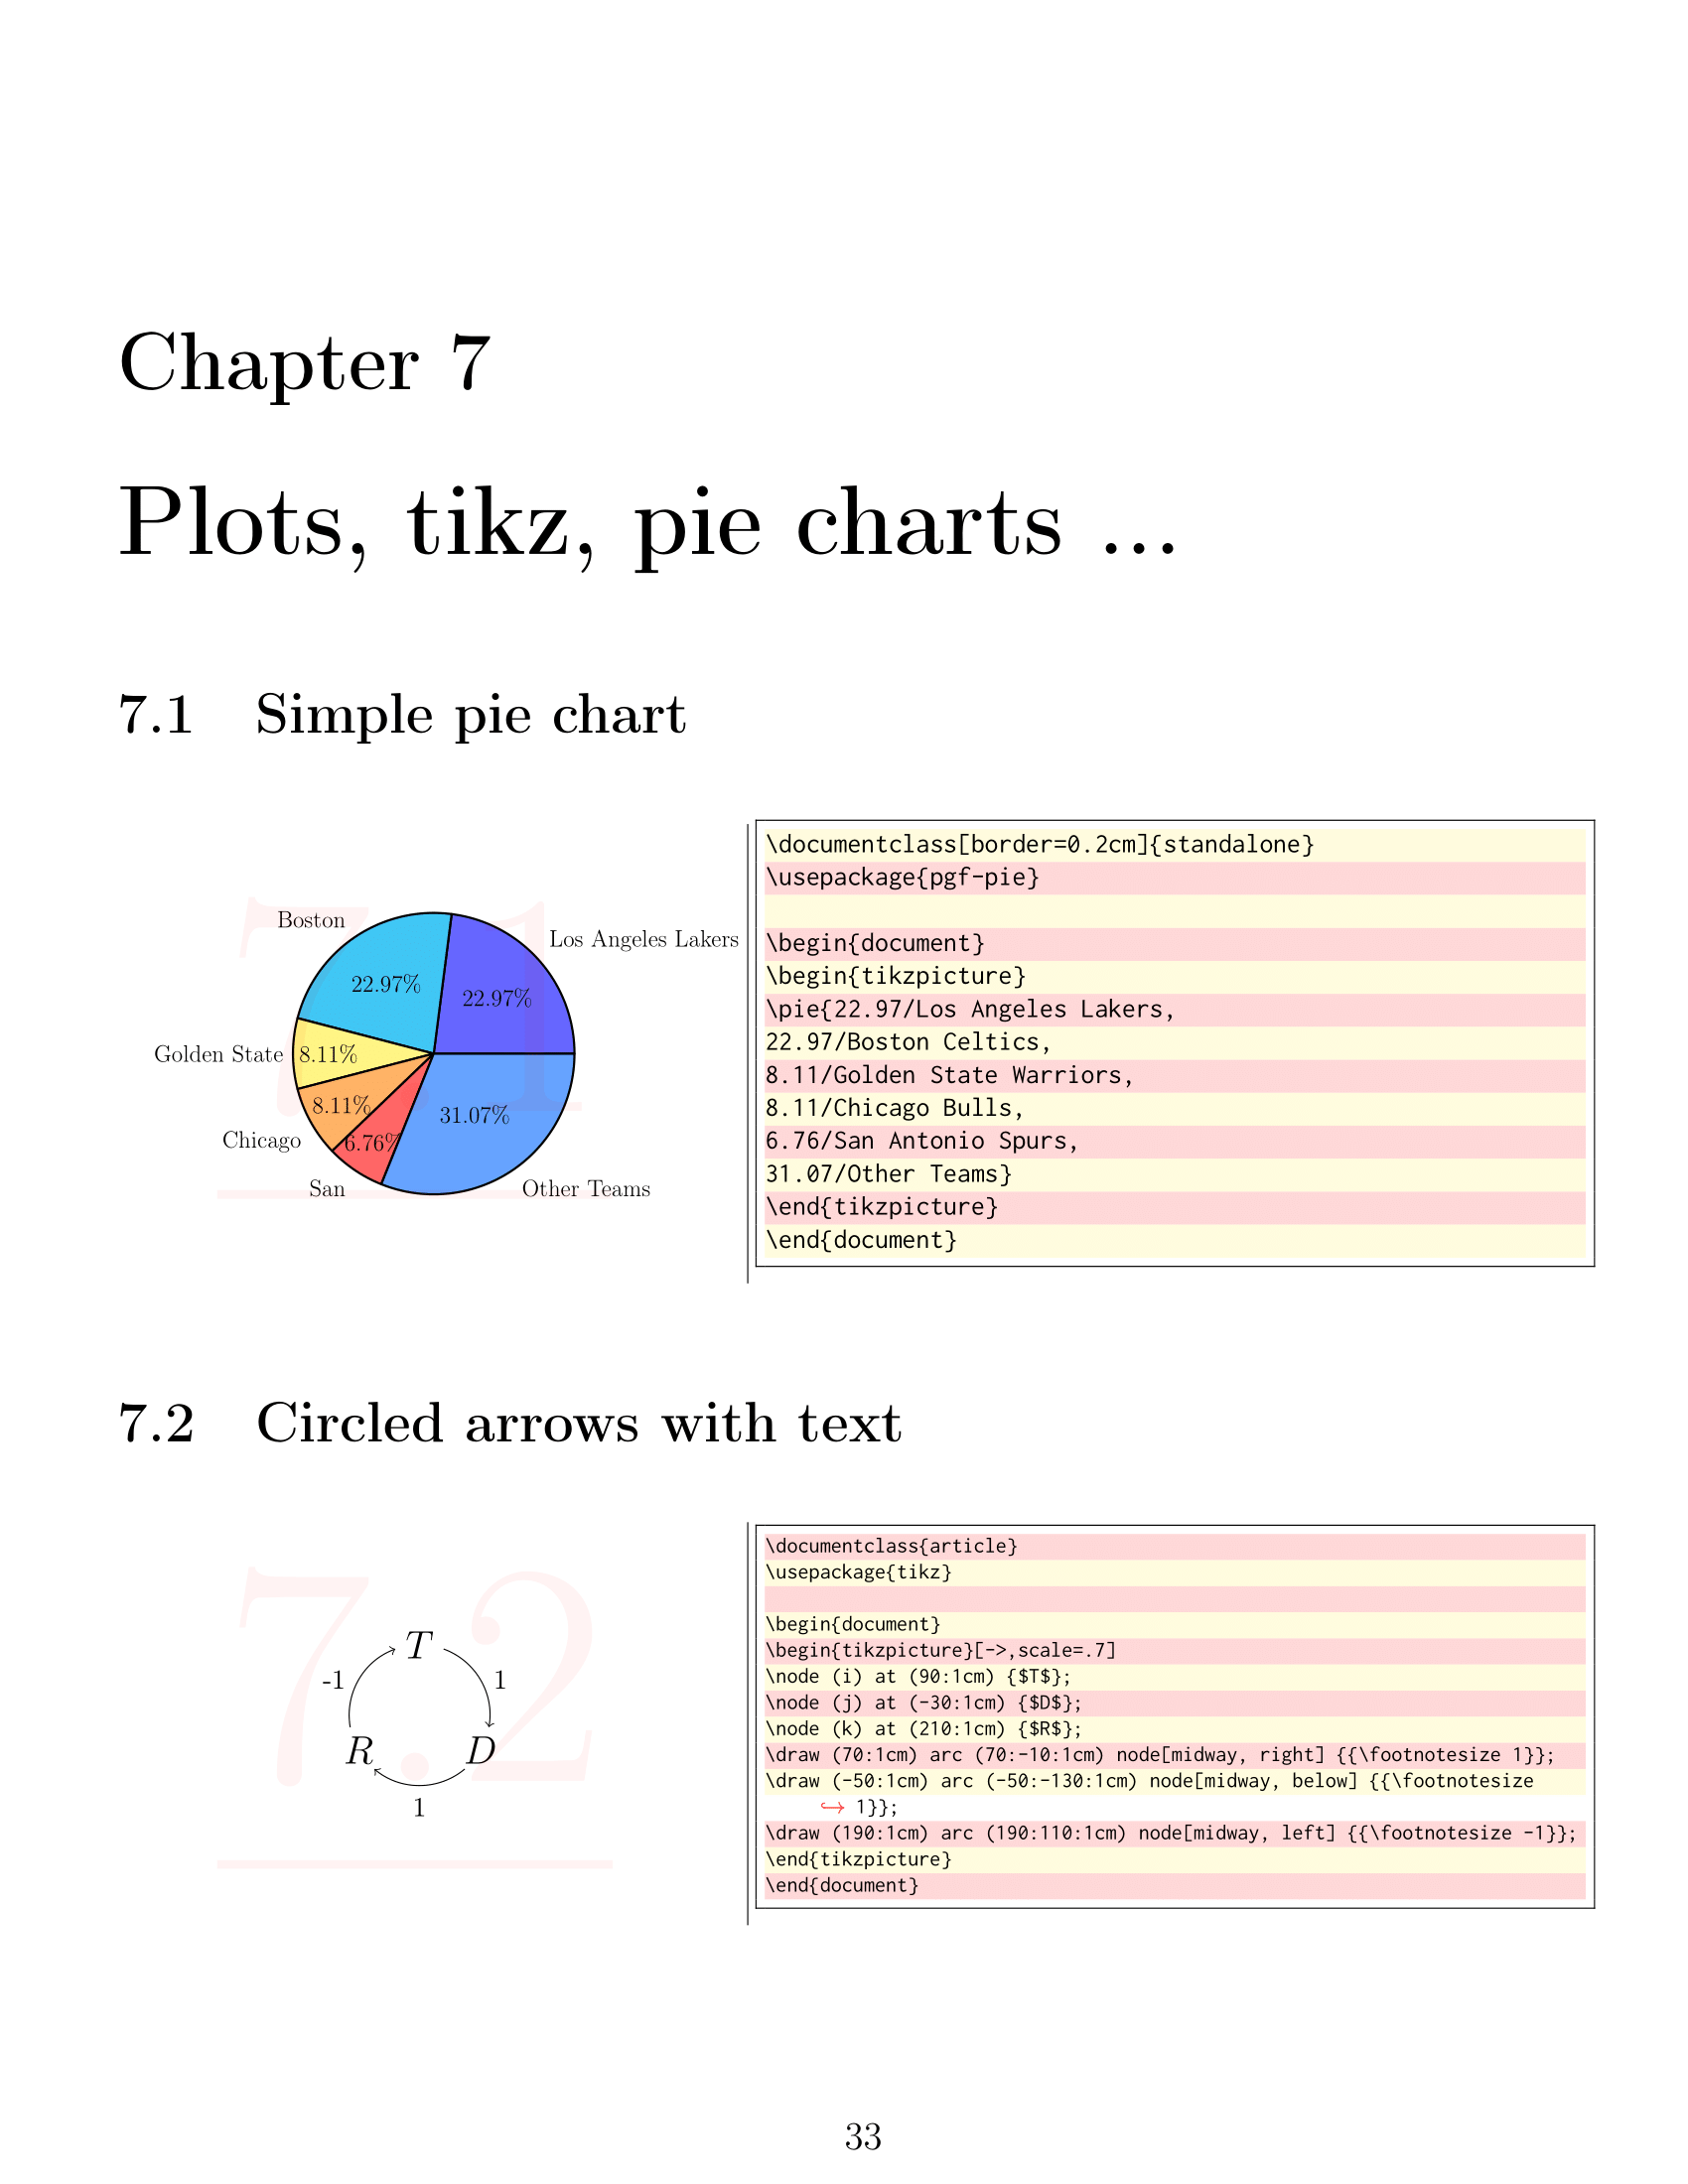 Chapter 7
Plots, tikz, pie charts ...
7.1 Simple pie chart
7.1
Boston
Los Angeles Lakers
22.97%
22.97%
Golden State
8.11%
8.11%
31.07%
Chicago
6.76%
San
Other Teams
\documentclass[border=0.2cm]{standalone}
\usepackage{pgf-pie}
\begin{document}
\begin{tikzpicture}
\pie{22.97/Los Angeles Lakers,
22.97/Boston Celtics,
8.11/Golden State Warriors,
8.11/Chicago Bulls,
6.76/San Antonio Spurs,
31.07/Other Teams}
\end{tikzpicture}
\end{document}
7.2 Circled arrows with text
7.2
T
-1
1
R
D
1
\documentclass{article}
\usepackage{tikz}
\begin{document}
\begin{tikzpicture}[->,scale=.7]
\node (i) at (90:1cm) {$T$};
\node (j) at (-30:1cm) {$D$};
\node (k) at (210:1cm) {$R$};
\draw (70:1cm) arc (70:-10:1cm) node[midway, right] {{\footnotesize 1}};
\draw (-50:1cm) arc (-50:-130:1cm) node[midway, below] {{\footnotesize
↪ 1}};
\draw (190:1cm) arc (190:110:1cm) node[midway, left] {{\footnotesize -1}};
\end{tikzpicture}
\end{document}
33